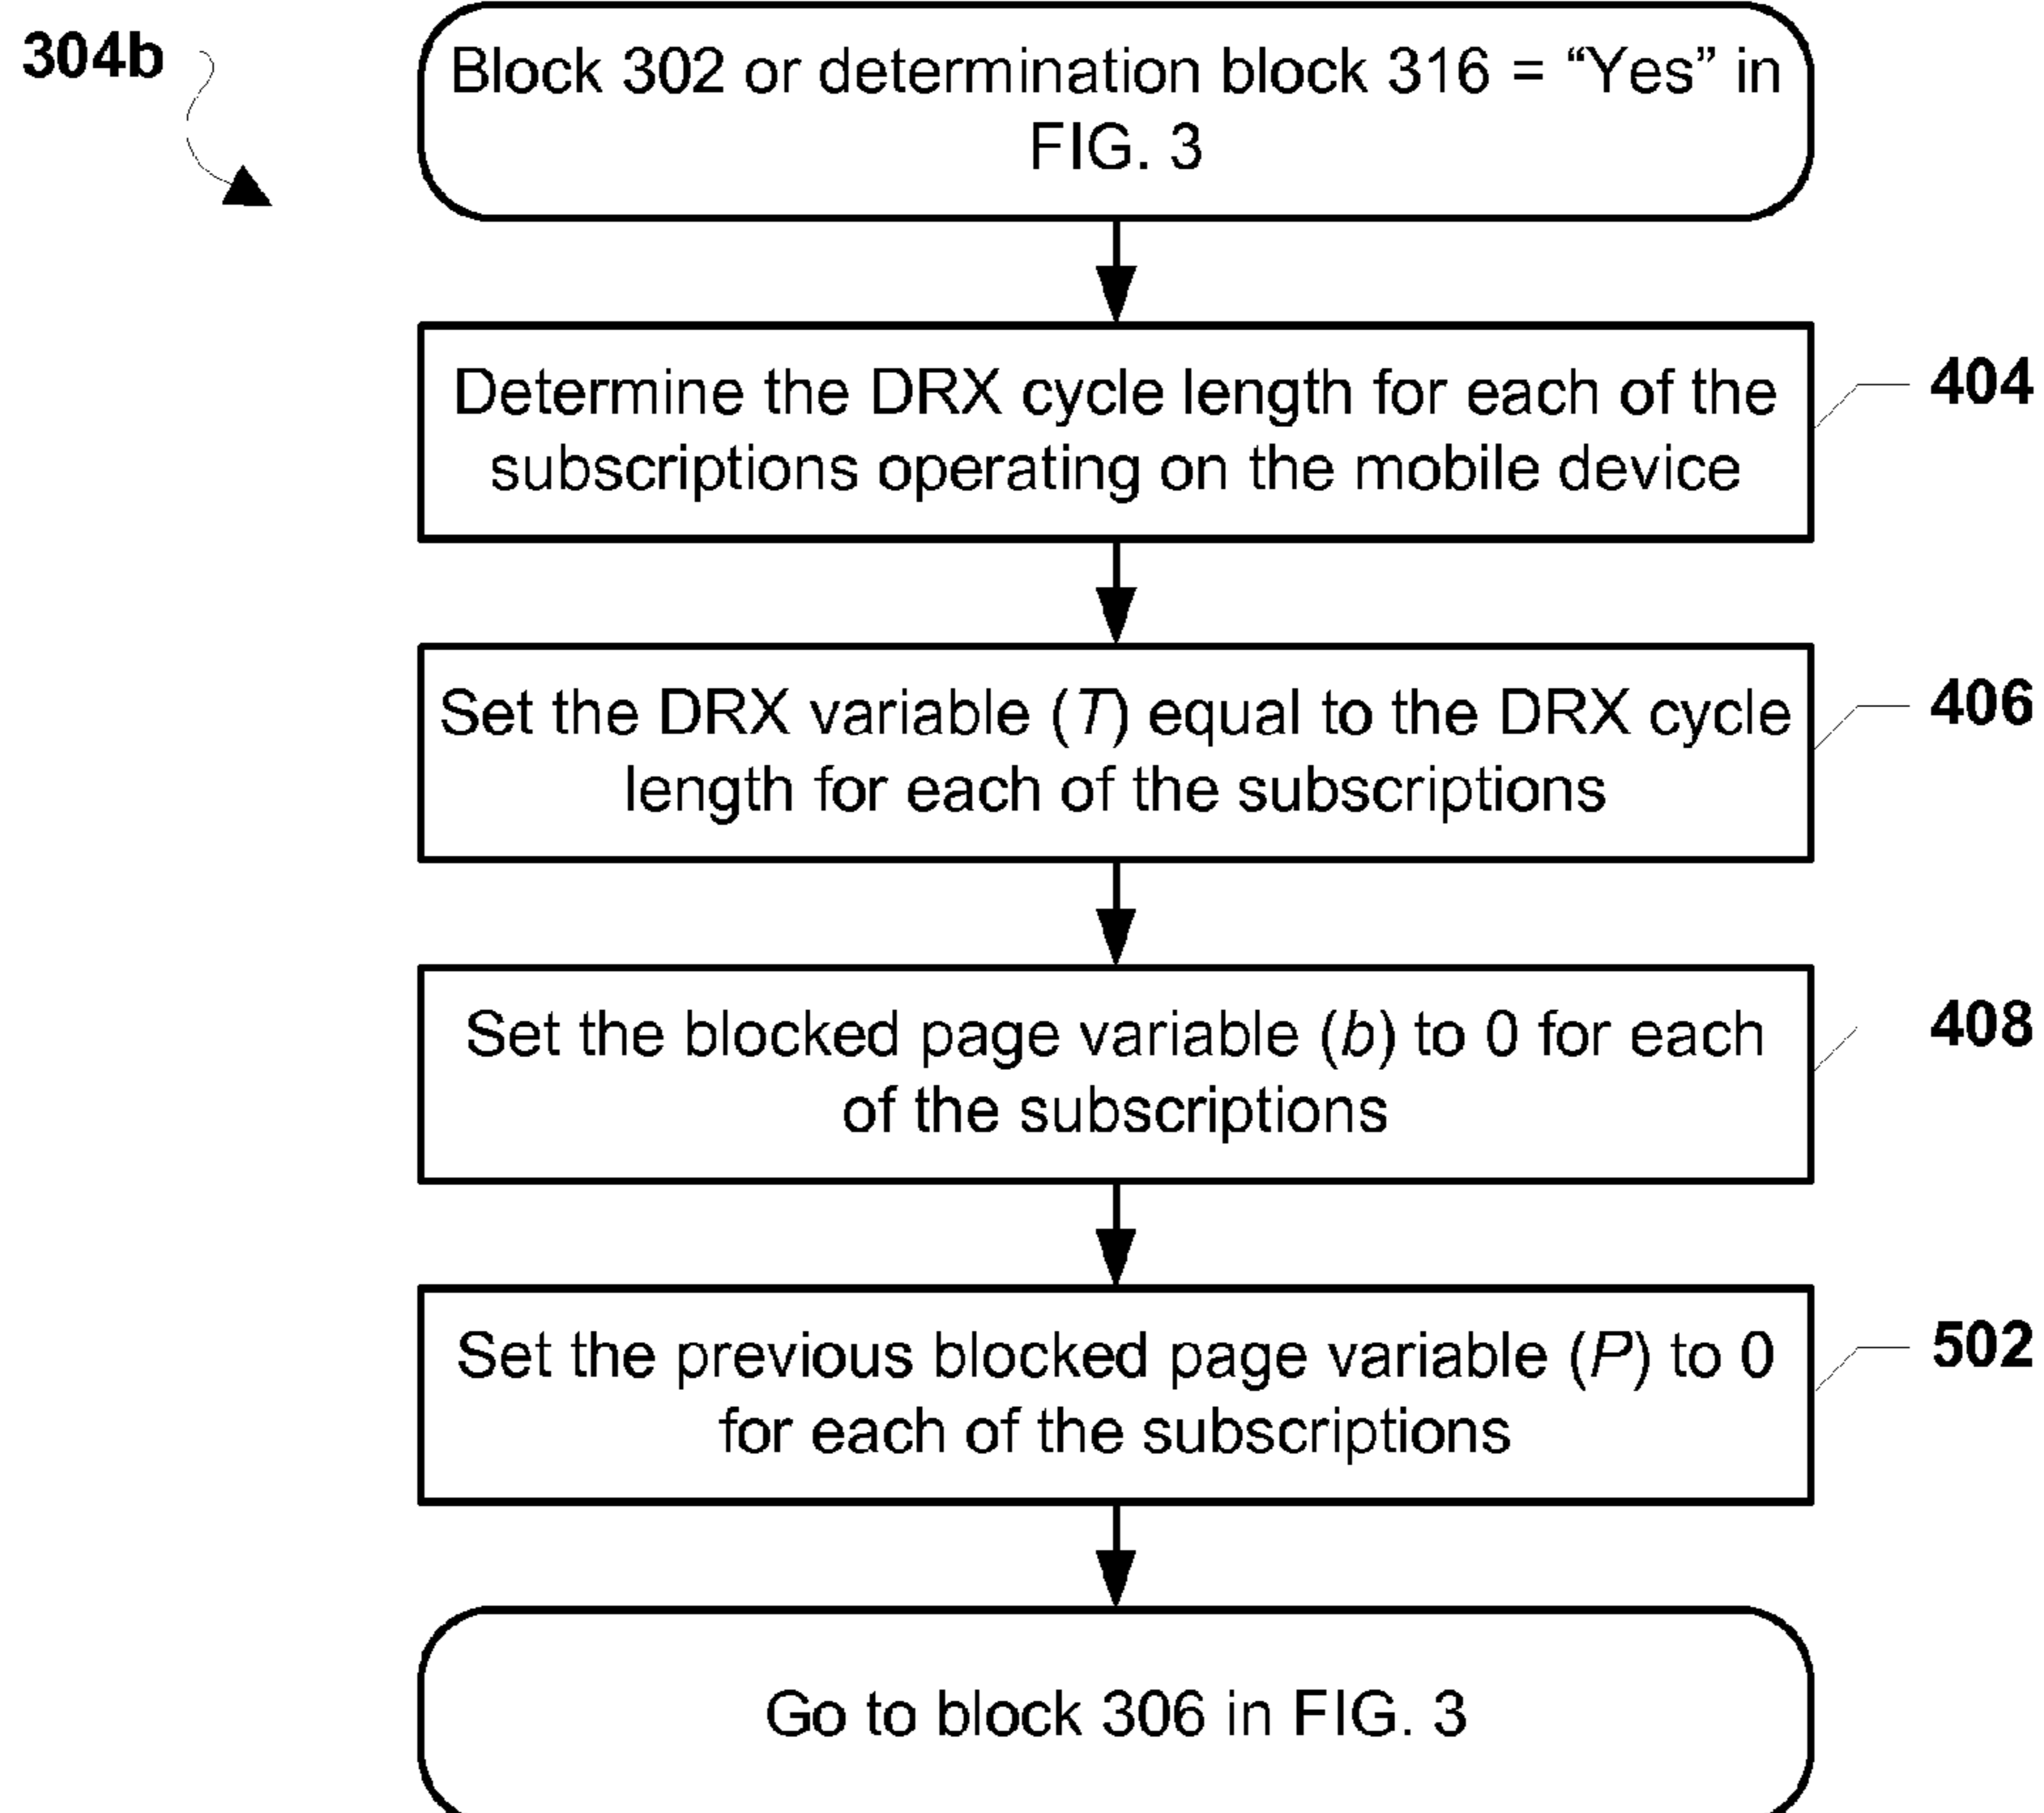 304b
Block 302 or determination block 316 = “Yes” in
FIG. 3
Determine the DRX cycle length for each of the
subscriptions operating on the mobile device
404
Set the DRX variable (T) equal to the DRX cycle
length for each of the subscriptions
406
Set the blocked page variable (b) to 0 for each
of the subscriptions
408
Set the previous blocked page variable (P) to 0
for each of the subscriptions
502
Go to block 306 in FIG. 3